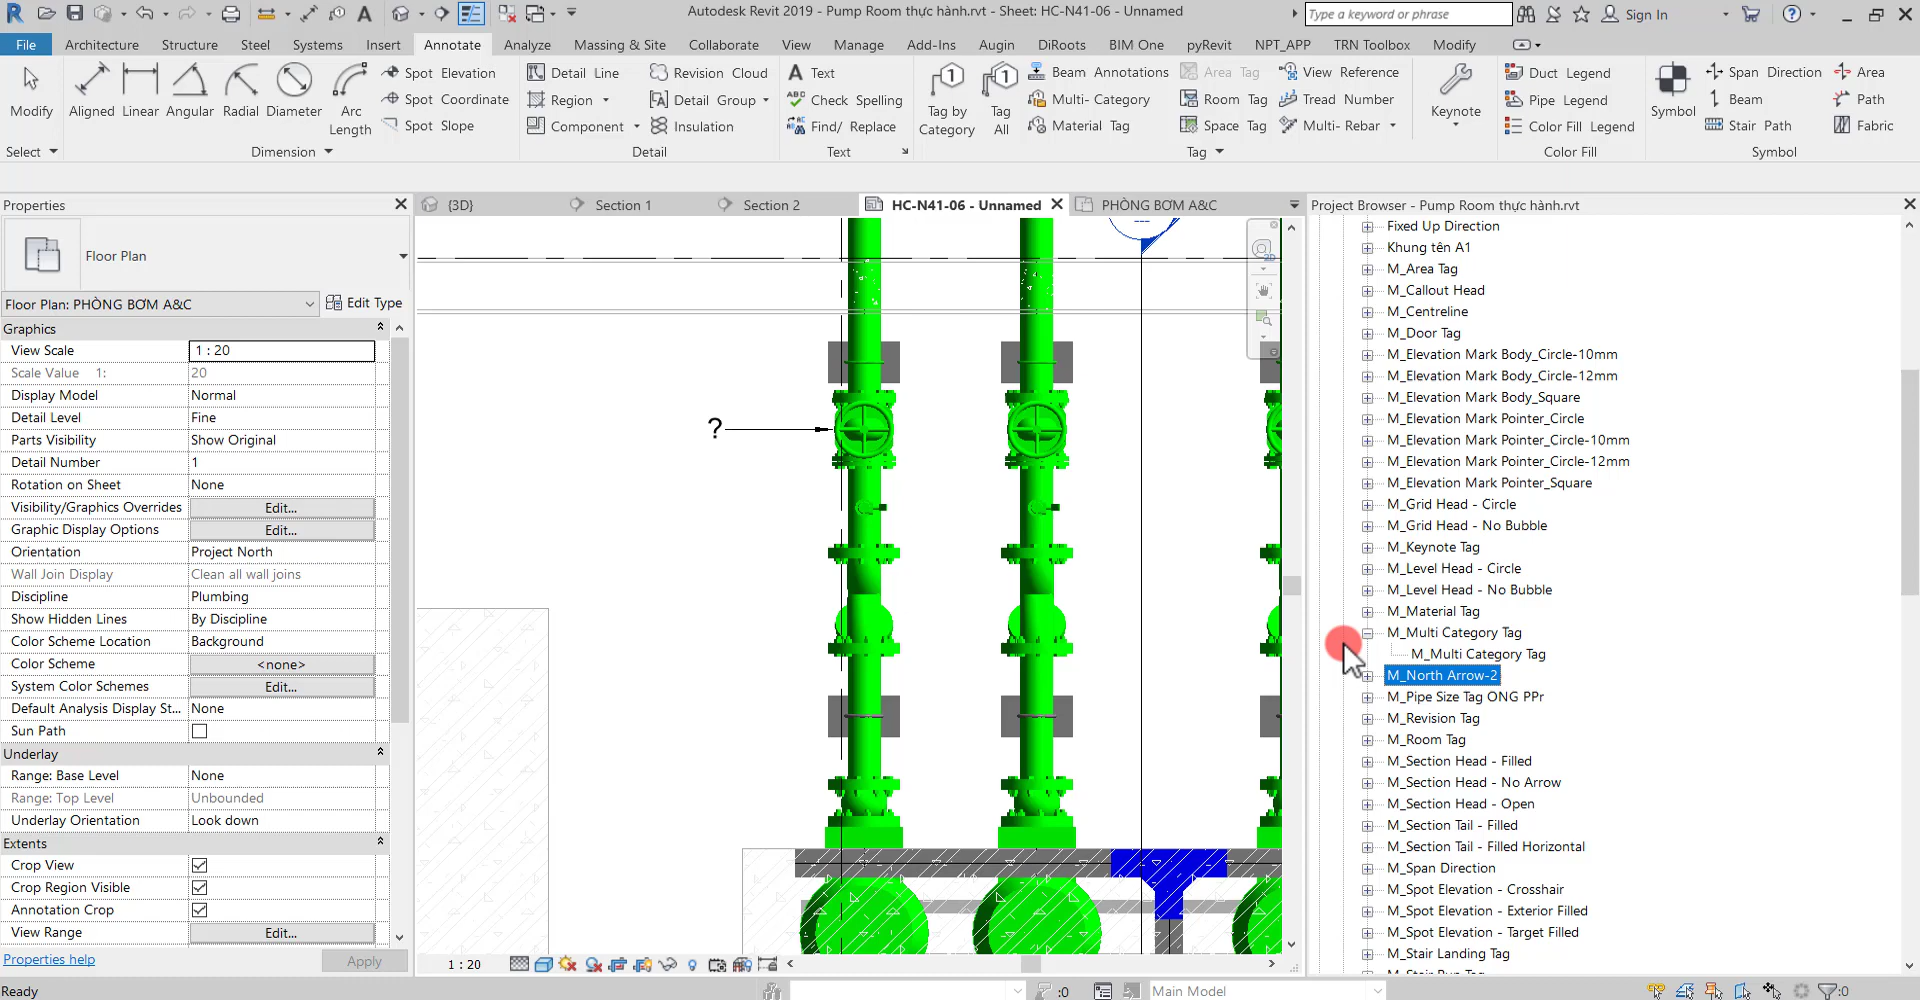 Autodesk Revit 2019 - Pump Room thực hành.rvt - Sheet: HC-N41-06 - Unnamed
Type a keyword or phrase
Sign In
File Architecture Structure Steel Systems Insert Annotate Analyze Massing & Site Collaborate View Manage Add-Ins Augin DiRoots BIM One pyRevit NPT_APP TRN Toolbox Modify
Modify
Aligned Linear Angular Radial Diameter Arc Length
Spot Elevation
Spot Coordinate
Spot Slope
Detail Line
Region
Component
Revision Cloud
Detail Group
Insulation
Text
Check Spelling
Find/ Replace
Tag by Category
Tag All
Beam Annotations
Multi- Category
Material Tag
Area Tag
Room Tag
Space Tag
View Reference
Tread Number
Multi- Rebar
Keynote
Duct Legend
Pipe Legend
Color Fill Legend
Symbol
Span Direction
Beam
Stair Path
Area
Path
Fabric
Select Dimension Detail Text Tag Color Fill Symbol
Properties
Floor Plan
Floor Plan: PHÒNG BƠM A&C
Edit Type
Graphics
View Scale 1 : 20
Scale Value 1: 20
Display Model Normal
Detail Level Fine
Parts Visibility Show Original
Detail Number 1
Rotation on Sheet None
Visibility/Graphics Overrides Edit...
Graphic Display Options Edit...
Orientation Project North
Wall Join Display Clean all wall joins
Discipline Plumbing
Show Hidden Lines By Discipline
Color Scheme Location Background
Color Scheme <none>
System Color Schemes Edit...
Default Analysis Display St... None
Sun Path
Underlay
Range: Base Level None
Range: Top Level Unbounded
Underlay Orientation Look down
Extents
Crop View
Crop Region Visible
Annotation Crop
View Range Edit...
Properties help
Apply
{3D} Section 1 Section 2 HC-N41-06 - Unnamed PHÒNG BƠM A&C
?
1 : 20
Project Browser - Pump Room thực hành.rvt
Fixed Up Direction
Khung tên A1
M_Area Tag
M_Callout Head
M_Centreline
M_Door Tag
M_Elevation Mark Body_Circle-10mm
M_Elevation Mark Body_Circle-12mm
M_Elevation Mark Body_Square
M_Elevation Mark Pointer_Circle
M_Elevation Mark Pointer_Circle-10mm
M_Elevation Mark Pointer_Circle-12mm
M_Elevation Mark Pointer_Square
M_Grid Head - Circle
M_Grid Head - No Bubble
M_Keynote Tag
M_Level Head - Circle
M_Level Head - No Bubble
M_Material Tag
M_Multi Category Tag
M_Multi Category Tag
M_North Arrow-2
M_Pipe Size Tag ONG PPr
M_Revision Tag
M_Room Tag
M_Section Head - Filled
M_Section Head - No Arrow
M_Section Head - Open
M_Section Tail - Filled
M_Section Tail - Filled Horizontal
M_Span Direction
M_Spot Elevation - Crosshair
M_Spot Elevation - Exterior Filled
M_Spot Elevation - Target Filled
M_Stair Landing Tag
Ready
:0
Main Model
:0